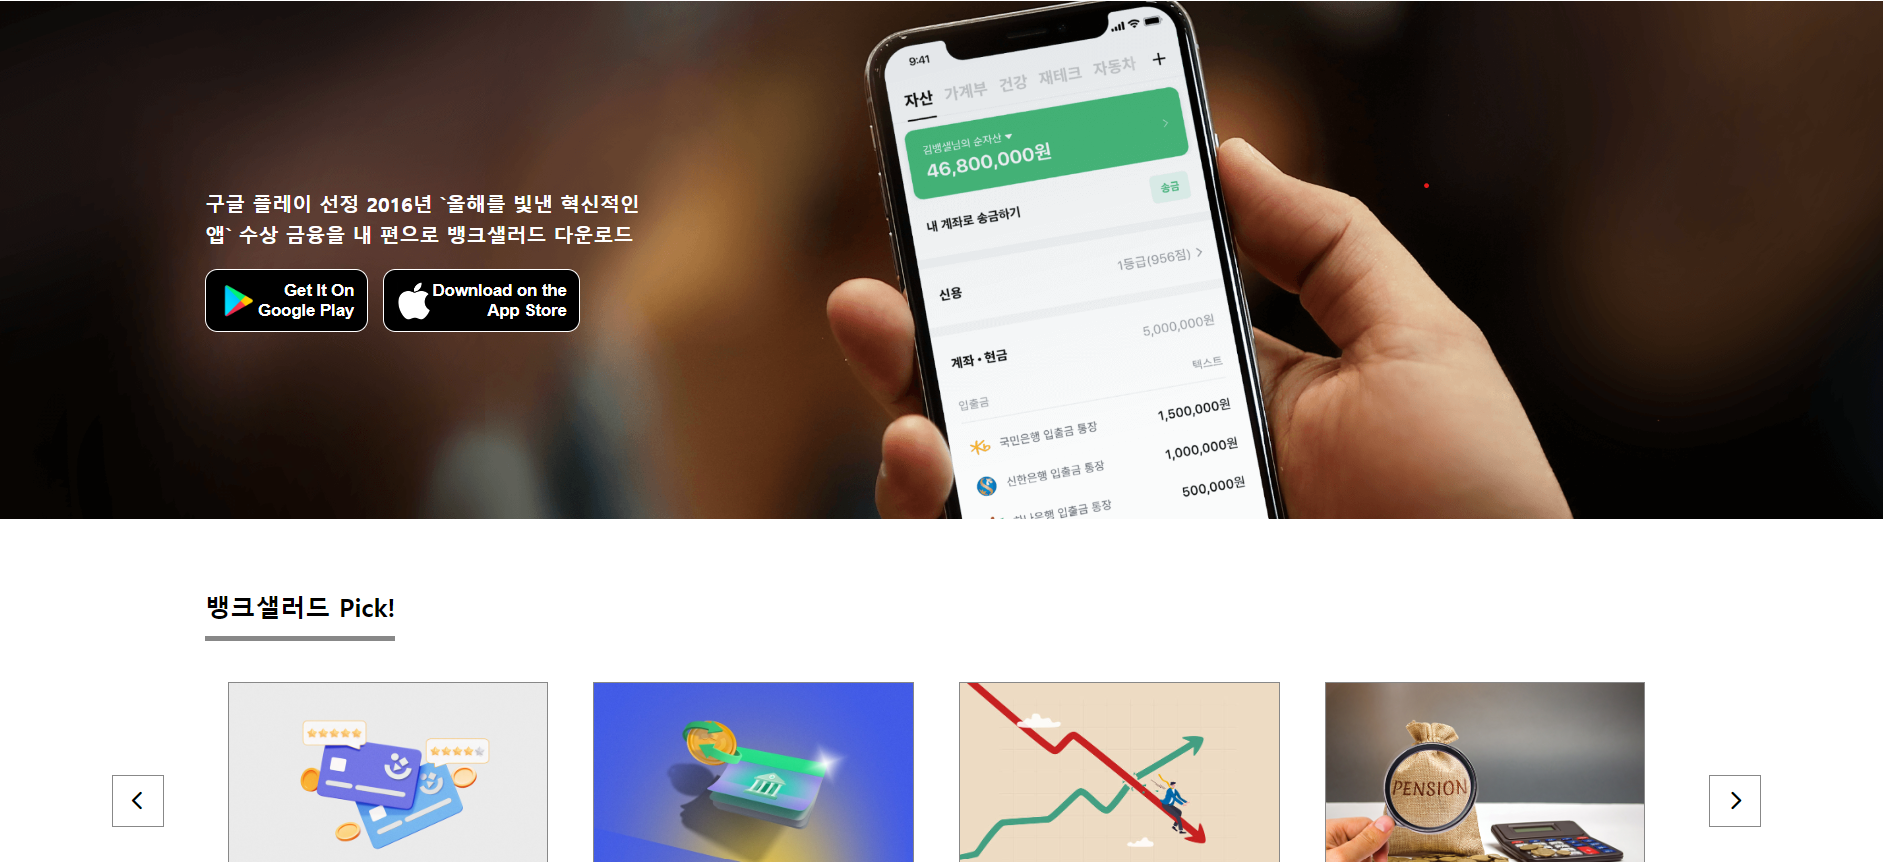 9:41
자산 가계부 건강 재테크 자동차 +
김뱅샐님의 순자산
46,800,000원
송금
내 계좌로 송금하기
1등급(956점)
신용
5,000,000원
계좌 • 현금
텍스트
입출금
국민은행 입출금 통장 1,500,000원
신한은행 입출금 통장 1,000,000원
하나은행 입출금 통장 500,000원
구글 플레이 선정 2016년 `올해를 빛낸 혁신적인
앱` 수상 금융을 내 편으로 뱅크샐러드 다운로드
Get It On
Google Play
Download on the
App Store
뱅크샐러드 Pick!
PENSION